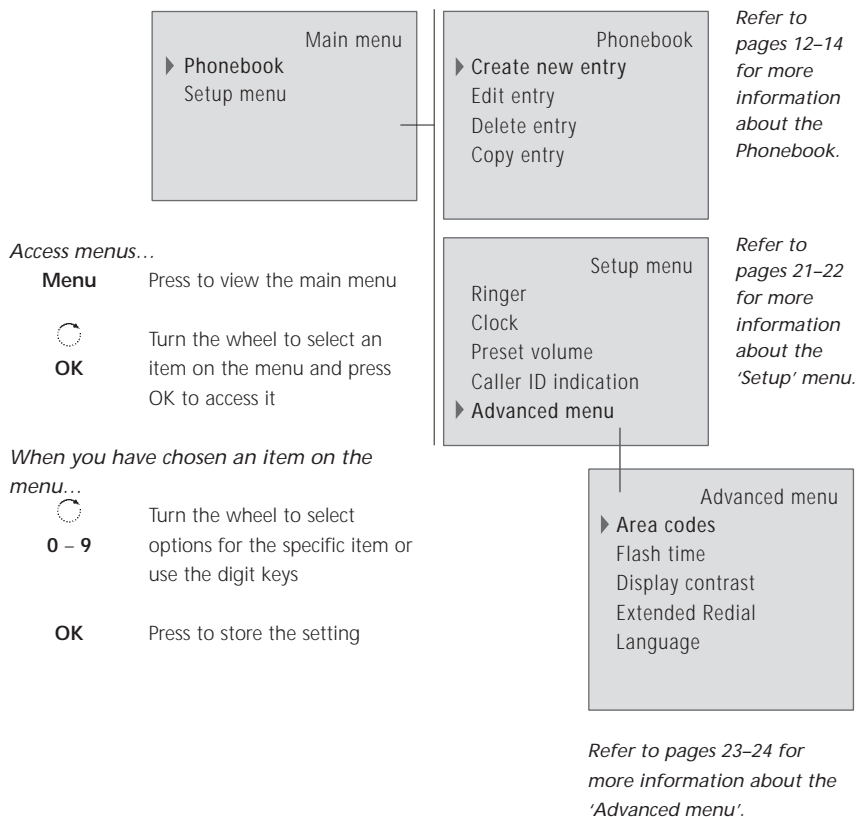 Main menu
Phonebook
Setup menu
Phonebook
Create new entry
Edit entry
Delete entry
Copy entry
Refer to
pages 12–14
for more
information
about the
Phonebook.
Access menus…
Menu Press to view the main menu
Turn the wheel to select an
OK item on the menu and press
OK to access it
Setup menu
Ringer
Clock
Preset volume
Caller ID indication
Advanced menu
Refer to
pages 21–22
for more
information
about the
‘Setup’ menu.
When you have chosen an item on the
menu…
Turn the wheel to select
0 – 9 options for the specific item or
use the digit keys
OK Press to store the setting
Advanced menu
Area codes
Flash time
Display contrast
Extended Redial
Language
Refer to pages 23–24 for
more information about the
‘Advanced menu’.